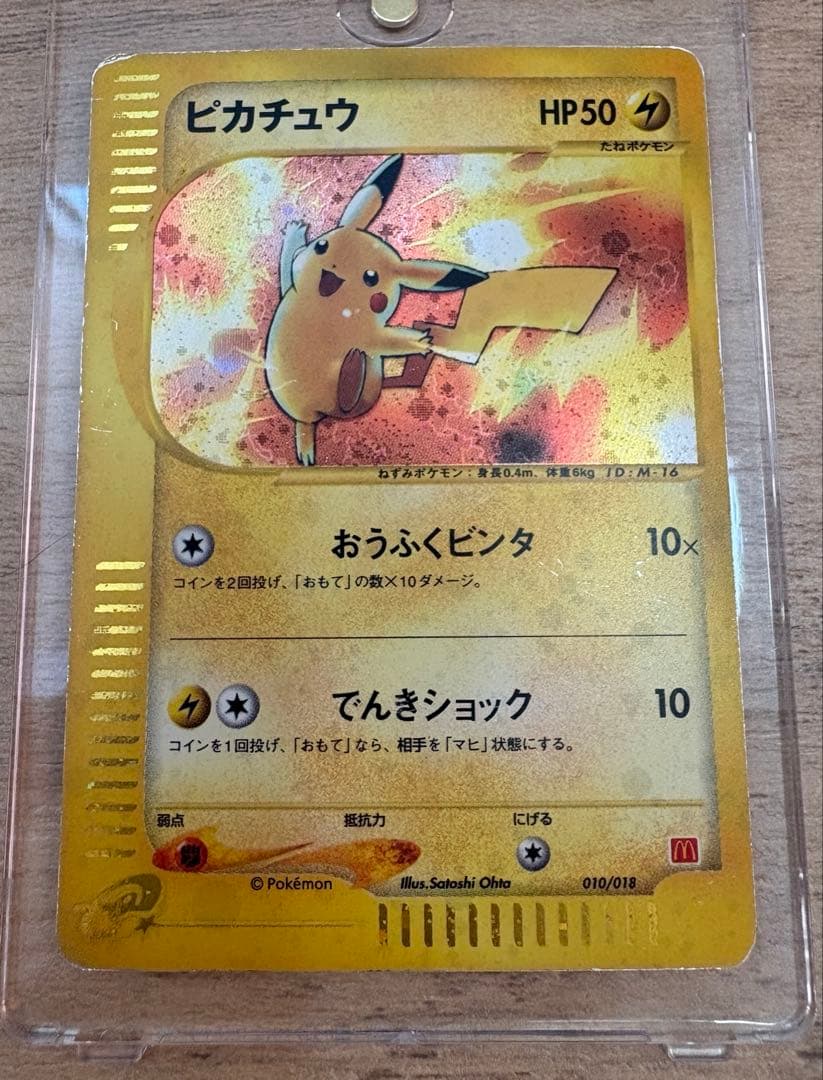 ピカチュウ HP50
たねポケモン
ねずみポケモン：身長0.4m、体重6kg ID:M-16
おうふくビンタ 10×
コインを2回投げ、「おもて」の数×10ダメージ。
でんきショック 10
コインを1回投げ、「おもて」なら、相手を「マヒ」状態にする。
弱点 抵抗力 にげる
© Pokémon Illus.Satoshi Ohta 010/018